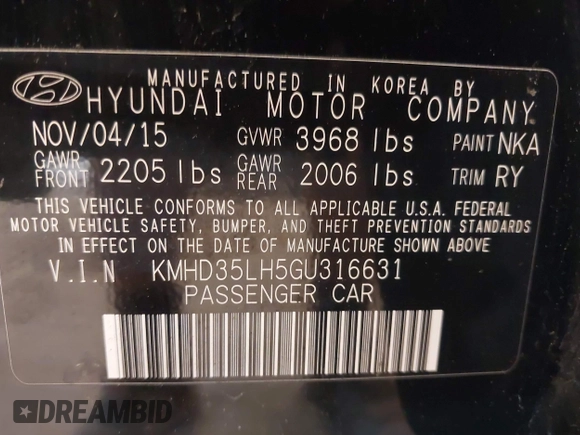 MANUFACTURED IN KOREA BY
HYUNDAI MOTOR COMPANY
NOV/04/15 GVWR 3968 lbs PAINT NKA
GAWR FRONT 2205 lbs GAWR REAR 2006 lbs TRIM RY
THIS VEHICLE CONFORMS TO ALL APPLICABLE U.S.A. FEDERAL
MOTOR VEHICLE SAFETY, BUMPER, AND THEFT PREVENTION STANDARDS
IN EFFECT ON THE DATE OF MANUFACTURE SHOWN ABOVE
V.I.N KMHD35LH5GU316631
PASSENGER CAR
DREAMBID